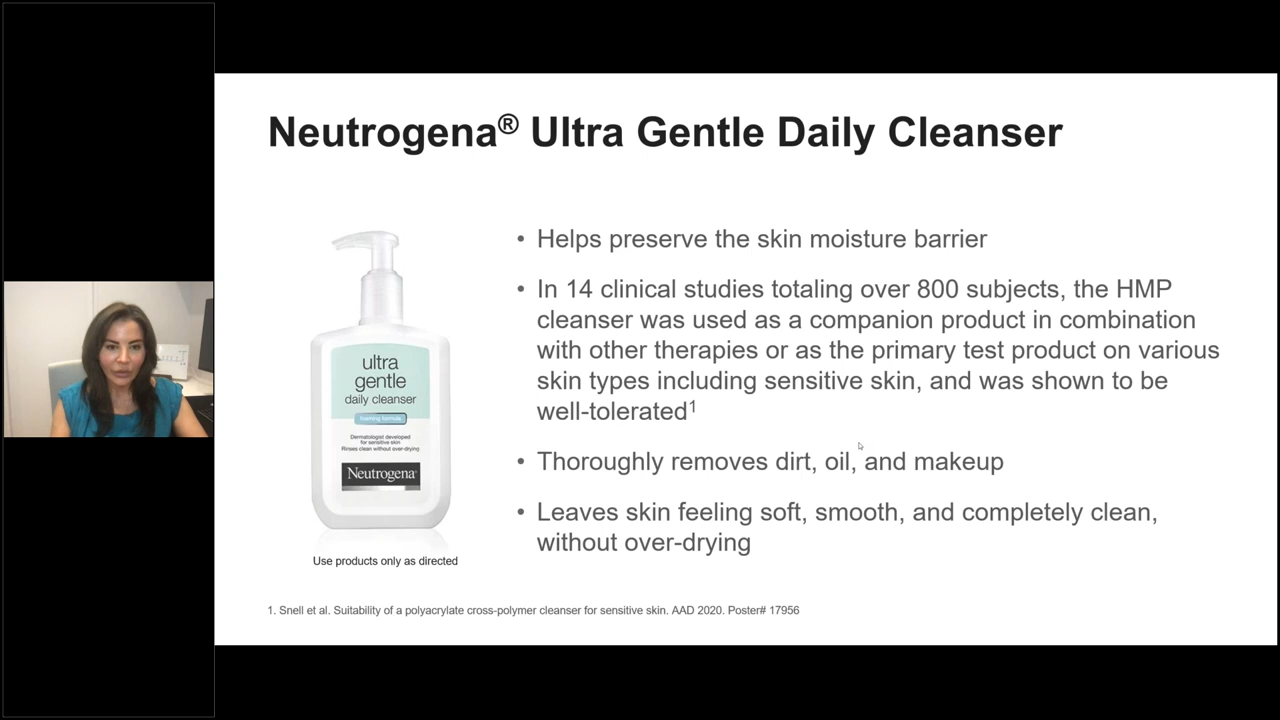 Neutrogena® Ultra Gentle Daily Cleanser
• Helps preserve the skin moisture barrier
• In 14 clinical studies totaling over 800 subjects, the HMP
cleanser was used as a companion product in combination
with other therapies or as the primary test product on various
skin types including sensitive skin, and was shown to be
well-tolerated1
• Thoroughly removes dirt, oil, and makeup
• Leaves skin feeling soft, smooth, and completely clean,
without over-drying
ultra
gentle
daily cleanser
foaming formula
Dermatologist developed
for sensitive skin
Rinses clean without over-drying
Neutrogena®
Use products only as directed
1. Snell et al. Suitability of a polyacrylate cross-polymer cleanser for sensitive skin. AAD 2020. Poster# 17956